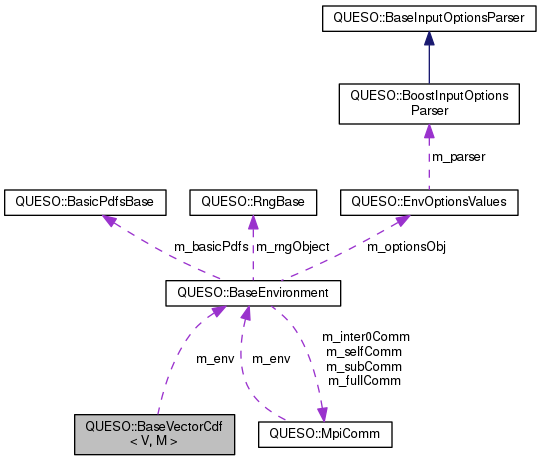 QUESO::BaseInputOptionsParser
QUESO::BoostInputOptions
Parser
m_parser
QUESO::BasicPdfsBase
QUESO::RngBase
QUESO::EnvOptionsValues
m_basicPdfs
m_rngObject
m_optionsObj
QUESO::BaseEnvironment
m_env
m_env
m_inter0Comm
m_selfComm
m_subComm
m_fullComm
QUESO::BaseVectorCdf
< V, M >
QUESO::MpiComm